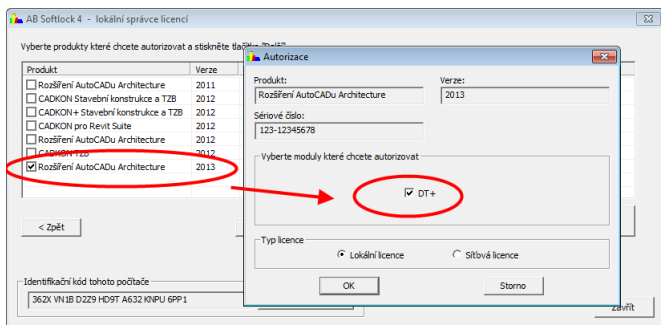 AB Softlock 4 - lokální správce licencí
Vyberte produkty které chcete autorizovat a stiskněte
Produkt Verze
Rozšíření AutoCADu Architecture 2011
CADKON Stavební konstrukce a TZB 2012
CADKON+ Stavební konstrukce a TZB 2012
CADKON pro Revit Suite 2012
Rozšíření AutoCADu Architecture 2012
CADKON TZB 2012
Rozšíření AutoCADu Architecture 2013
< Zpět
Identifikační kód tohoto počítače
362X VN1B D2Z9 HD9T A632 KNPU 6PP1
Zavřít
Autorizace
Produkt: Verze:
Rozšíření AutoCADu Architecture 2013
Sériové číslo:
123-12345678
Vyberte moduly které chcete autorizovat
DT+
Typ licence
Lokální licence Síťová licence
OK Storno